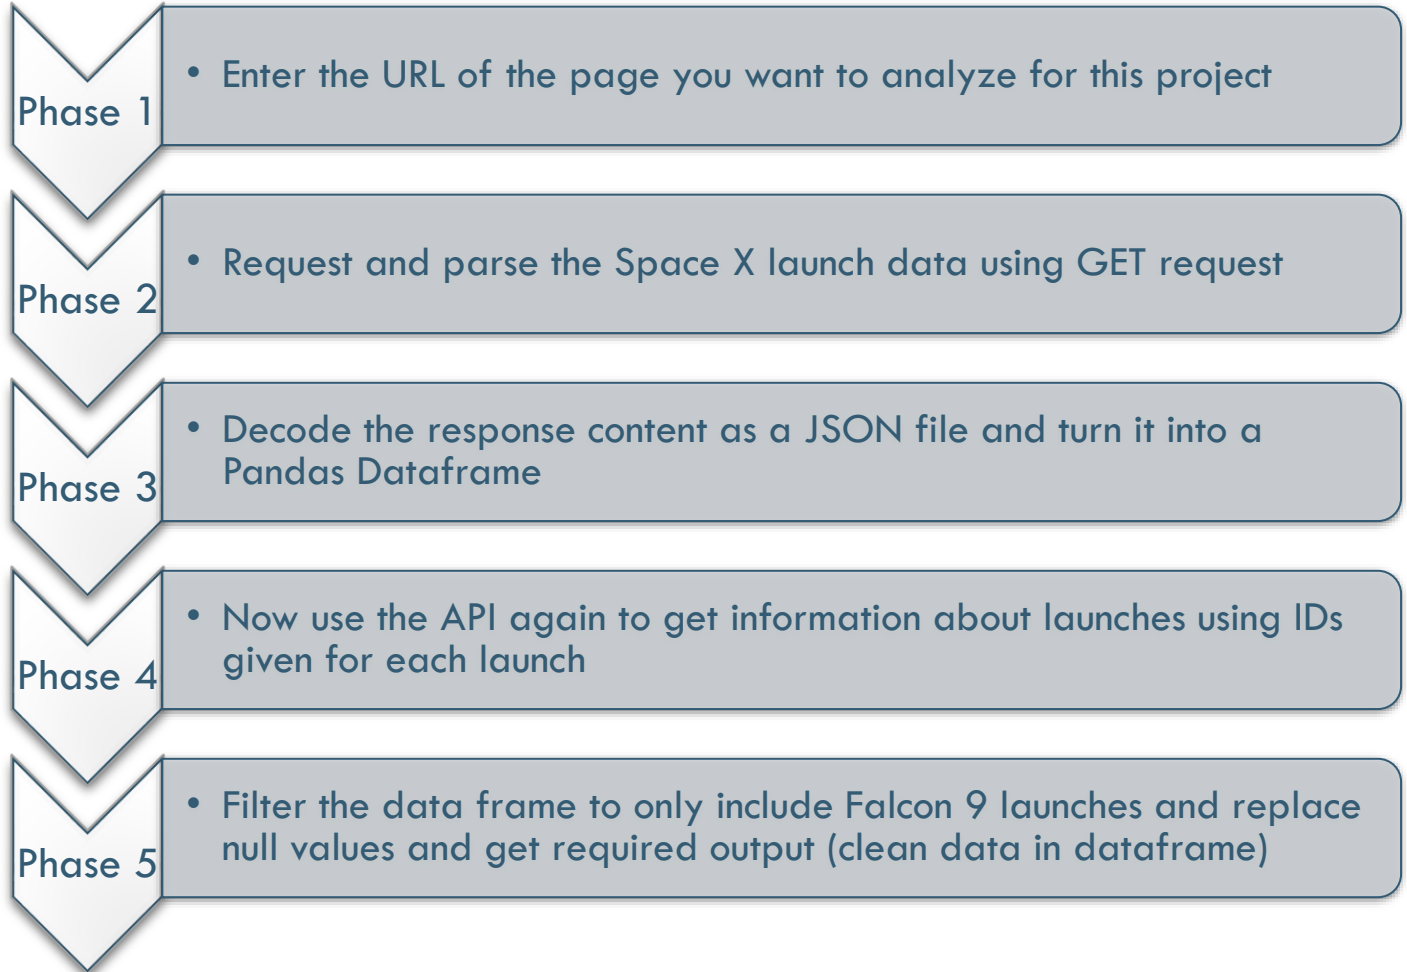 Phase 1
• Enter the URL of the page you want to analyze for this project
Phase 2
• Request and parse the Space X launch data using GET request
Phase 3
• Decode the response content as a JSON file and turn it into a
Pandas Dataframe
Phase 4
• Now use the API again to get information about launches using IDs
given for each launch
Phase 5
• Filter the data frame to only include Falcon 9 launches and replace
null values and get required output (clean data in dataframe)